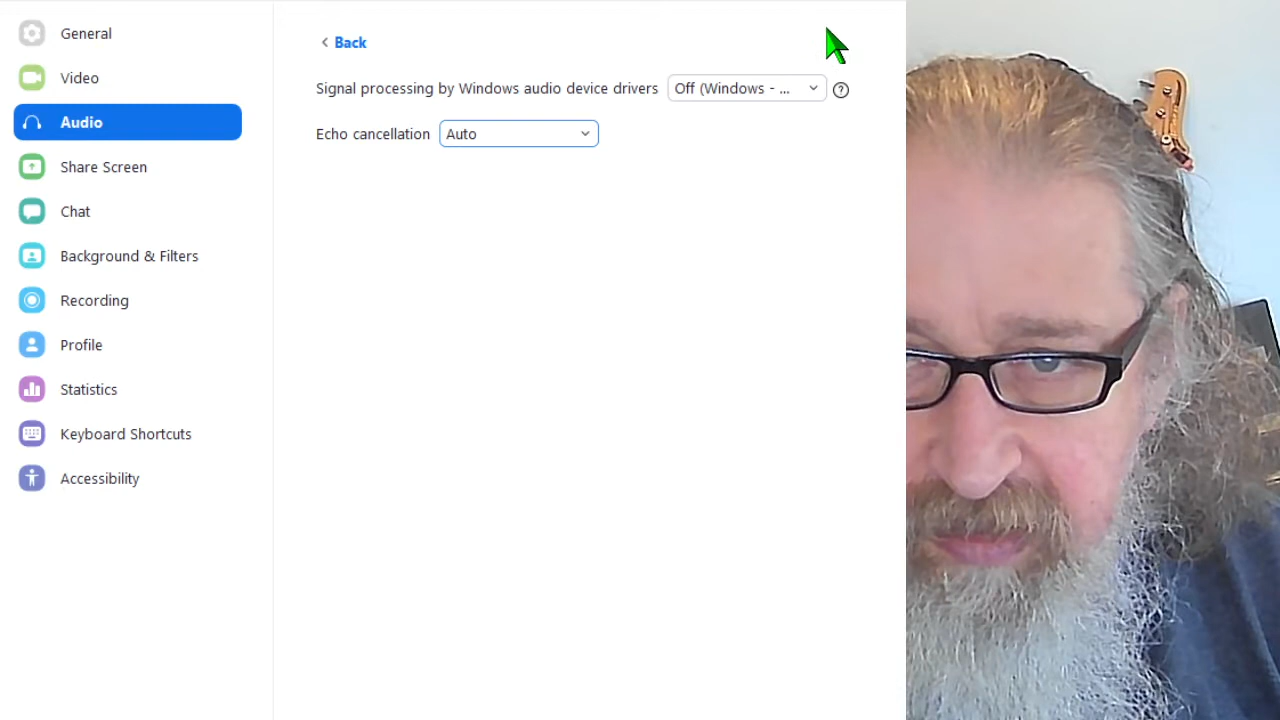 General
Video
Audio
Share Screen
Chat
Background & Filters
Recording
Profile
Statistics
Keyboard Shortcuts
Accessibility
Back
Signal processing by Windows audio device drivers Off (Windows - ...
Echo cancellation Auto